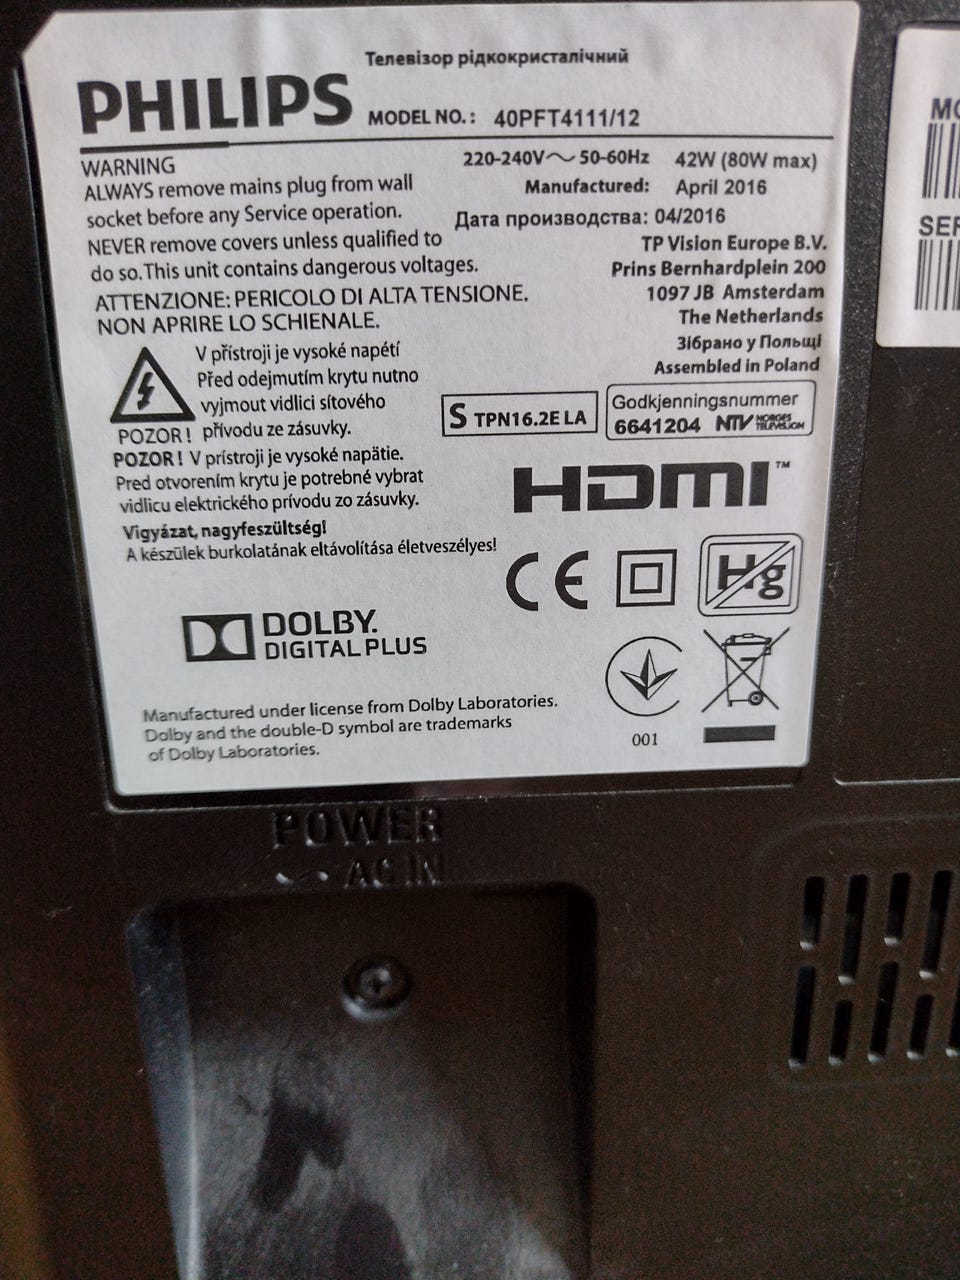 Телевізор рідкокристалічний
PHILIPS MODEL NO.: 40PFT4111/12
WARNING
ALWAYS remove mains plug from wall
socket before any Service operation.
NEVER remove covers unless qualified to
do so.This unit contains dangerous voltages.
ATTENZIONE: PERICOLO DI ALTA TENSIONE.
NON APRIRE LO SCHIENALE.
220-240V~ 50-60Hz 42W (80W max)
Manufactured: April 2016
Дата производства: 04/2016
TP Vision Europe B.V.
Prins Bernhardplein 200
1097 JB Amsterdam
The Netherlands
Зібрано у Польщі
Assembled in Poland
V přístroji je vysoké napětí
Před odejmutím krytu nutno
vyjmout vidlici síťového
POZOR! přívodu ze zásuvky.
POZOR! V prístroji je vysoké napätie.
Pred otvorením krytu je potrebné vybrat
vidlicu elektrického prívodu zo zásuvky.
Vigyázat, nagyfeszültség!
A készülek burkolatának eltávolítása életveszélyes!
S TPN16.2E LA
Godkjenningsnummer
6641204 NTV NORGES
TELEVISJON
HDMI™
CE
Hg
DOLBY.
DIGITAL PLUS
001
Manufactured under license from Dolby Laboratories.
Dolby and the double-D symbol are trademarks
of Dolby Laboratories.
POWER
~ AC IN
MO
SER